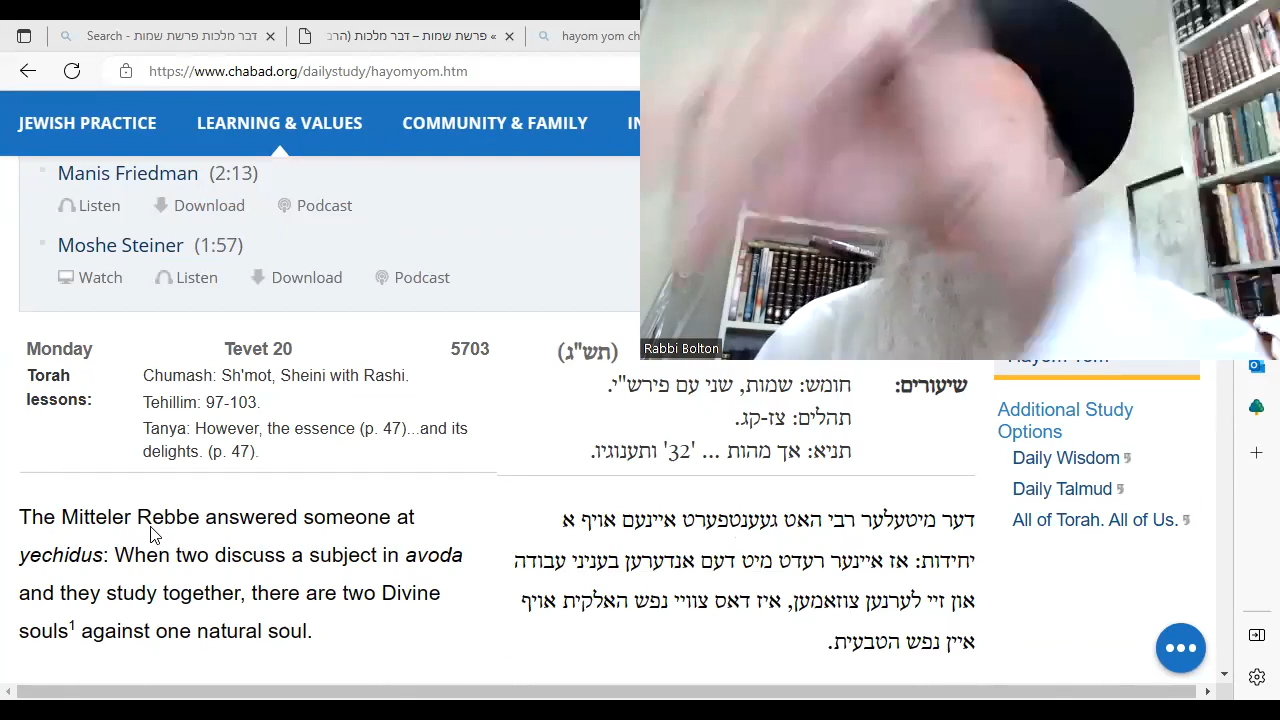 דבר מלכות פרשת שמות - Search
» פרשת שמות – דבר מלכות (הרב
hayom yom ch
https://www.chabad.org/dailystudy/hayomyom.htm
JEWISH PRACTICE
LEARNING & VALUES
COMMUNITY & FAMILY
IN
Manis Friedman (2:13)
Listen Download Podcast
Moshe Steiner (1:57)
Watch Listen Download Podcast
Rabbi Bolton
Monday Tevet 20 5703
Torah lessons:
Chumash: Sh'mot, Sheini with Rashi.
Tehillim: 97-103.
Tanya: However, the essence (p. 47)...and its
delights. (p. 47).
The Mitteler Rebbe answered someone at
yechidus: When two discuss a subject in avoda
and they study together, there are two Divine
souls1 against one natural soul.
(תש"ג)
שיעורים: חומש: שמות, שני עם פירש"י.
תהלים: צז-קג.
תניא: אך מהות ... '32' ותענוגיו.
דער מיטעלער רבי האט געענטפערט איינעם אויף א
יחידות: אז איינער רעדט מיט דעם אנדערען בעניני עבודה
און זיי לערנען צוזאמען, איז דאס צוויי נפש האלקית אויף
איין נפש הטבעית.
Hayom Yom
Additional Study
Options
Daily Wisdom
Daily Talmud
All of Torah. All of Us.